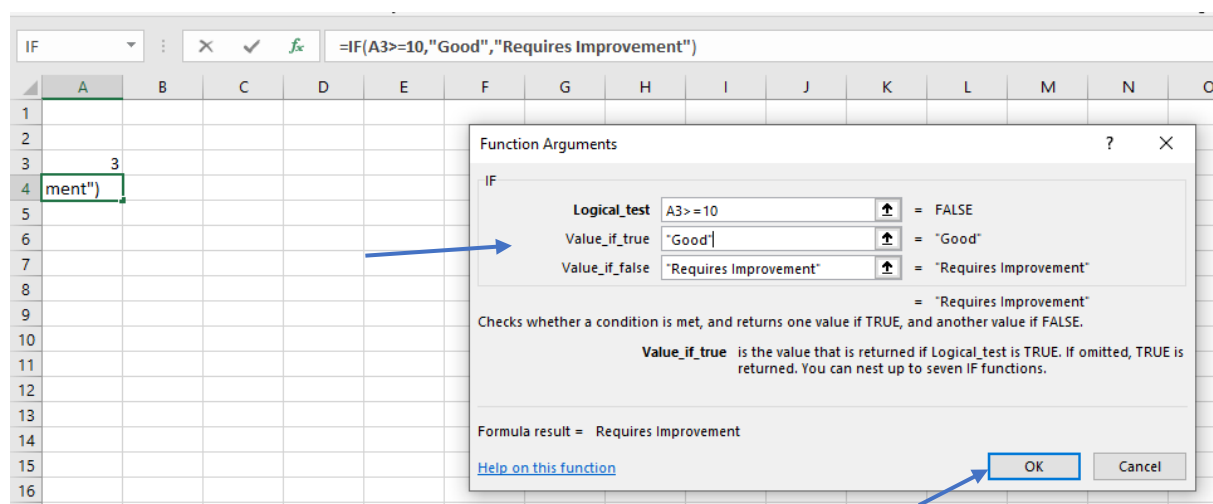 IF fx =IF(A3>=10,"Good","Requires Improvement")
A B C D E F G H I J K L M N O
1
2
Function Arguments ? X
3 3
IF
4 ment")
Logical_test A3>=10 = FALSE
5
6 Value_if_true "Good" = "Good"
7 Value_if_false "Requires Improvement" = "Requires Improvement"
8
= "Requires Improvement"
9
Checks whether a condition is met, and returns one value if TRUE, and another value if FALSE.
10
Value_if_true is the value that is returned if Logical_test is TRUE. If omitted, TRUE is
11
returned. You can nest up to seven IF functions.
12
13
14 Formula result = Requires Improvement
15 Help on this function OK Cancel
16